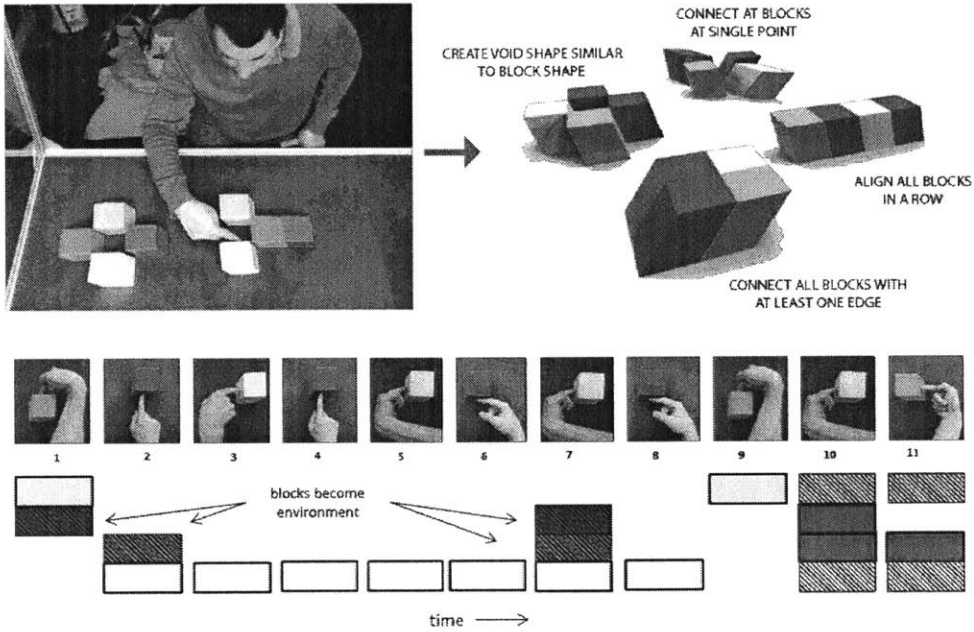 CONNECT AT BLOCKS
AT SINGLE POINT
CREATE VOID SHAPE SIMILAR
TO BLOCK SHAPE
ALIGN ALL BLOCKS
IN A ROW
CONNECT ALL BLOCKS WITH
AT LEAST ONE EDGE
1 2 3 4 5 6 7 8 9 10 11
blocks become
environment
time